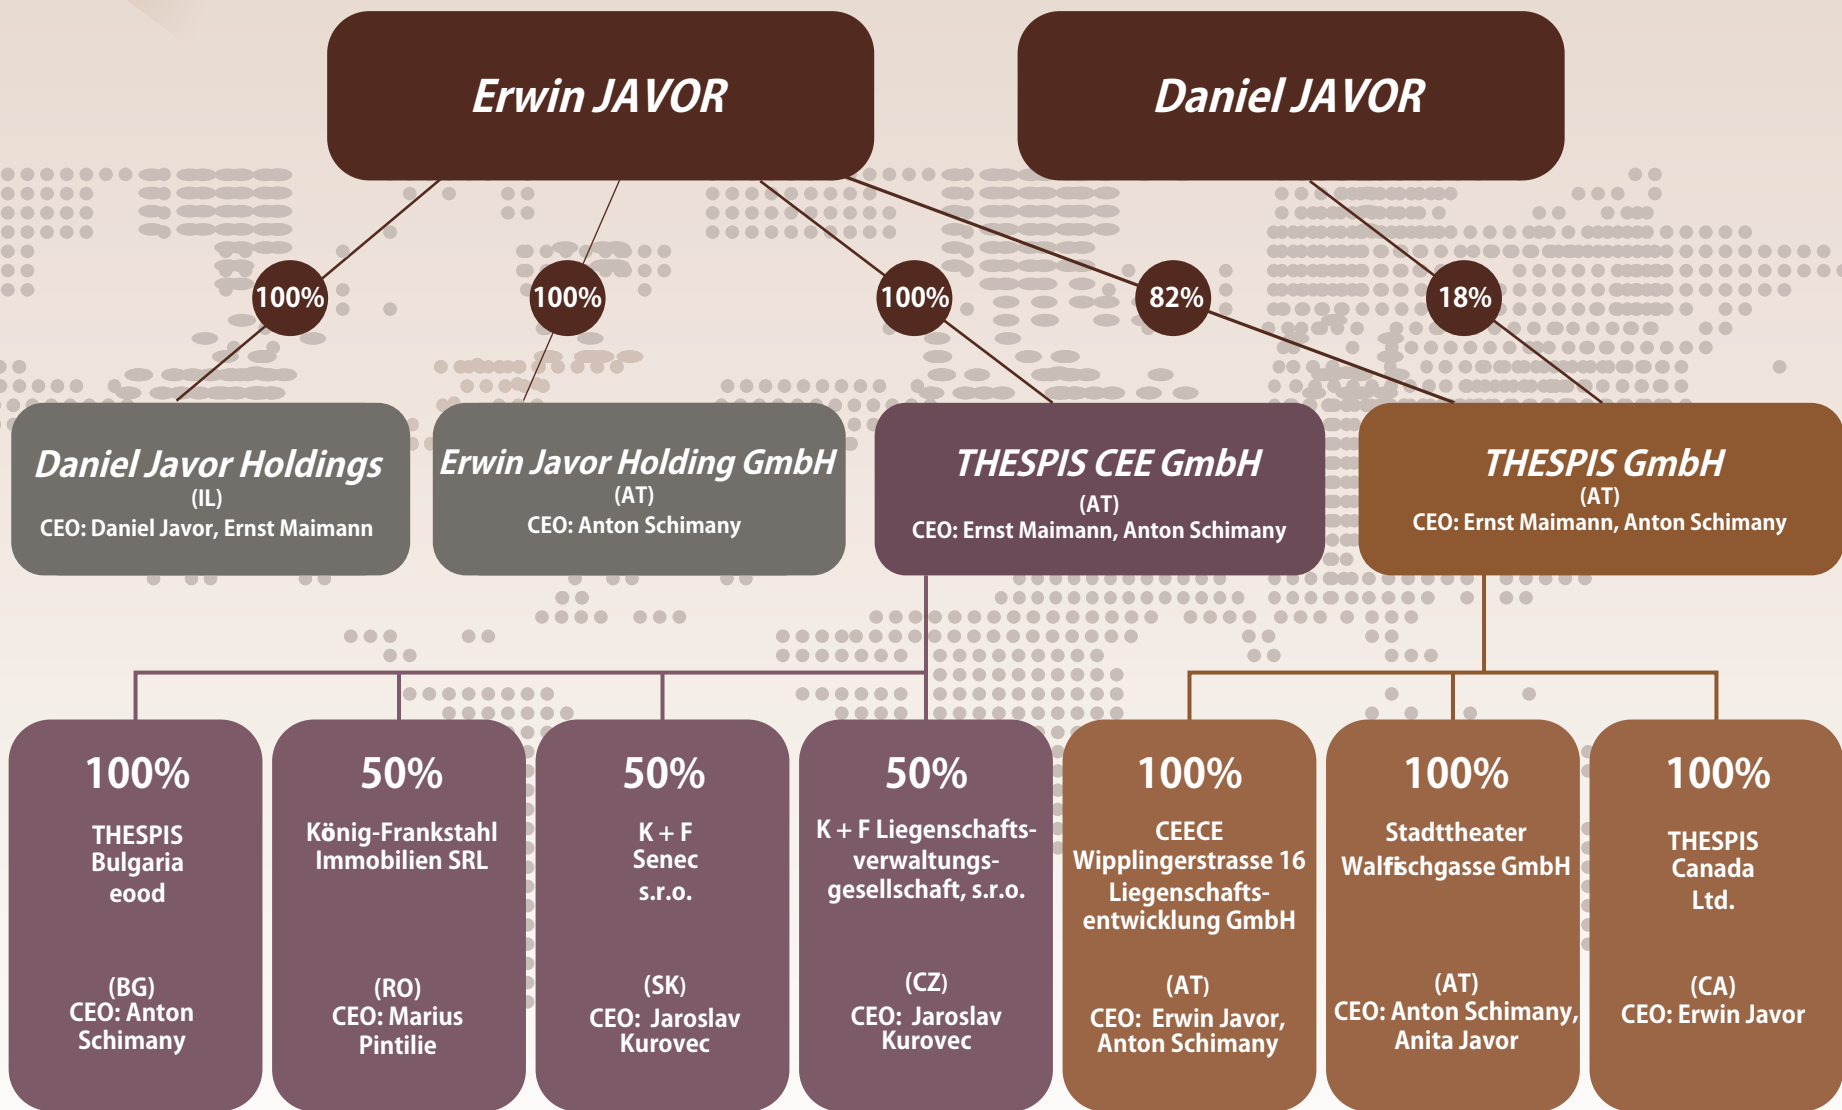 Erwin JAVOR
Daniel JAVOR
100%
100%
100%
82%
18%
Daniel Javor Holdings
(IL)
CEO: Daniel Javor, Ernst Maimann
Erwin Javor Holding GmbH
(AT)
CEO: Anton Schimany
THESPIS CEE GmbH
(AT)
CEO: Ernst Maimann, Anton Schimany
THESPIS GmbH
(AT)
CEO: Ernst Maimann, Anton Schimany
100%
THESPIS
Bulgaria
eood
(BG)
CEO: Anton
Schimany
50%
König-Frankstahl
Immobilien SRL
(RO)
CEO: Marius
Pintilie
50%
K + F
Senec
s.r.o.
(SK)
CEO: Jaroslav
Kurovec
50%
K + F Liegenschafts-
verwaltungs-
gesellschaft, s.r.o.
(CZ)
CEO: Jaroslav
Kurovec
100%
CEECE
Wipplingerstrasse 16
Liegenschafts-
entwicklung GmbH
(AT)
CEO: Erwin Javor,
Anton Schimany
100%
Stadttheater
Walfischgasse GmbH
(AT)
CEO: Anton Schimany,
Anita Javor
100%
THESPIS
Canada
Ltd.
(CA)
CEO: Erwin Javor